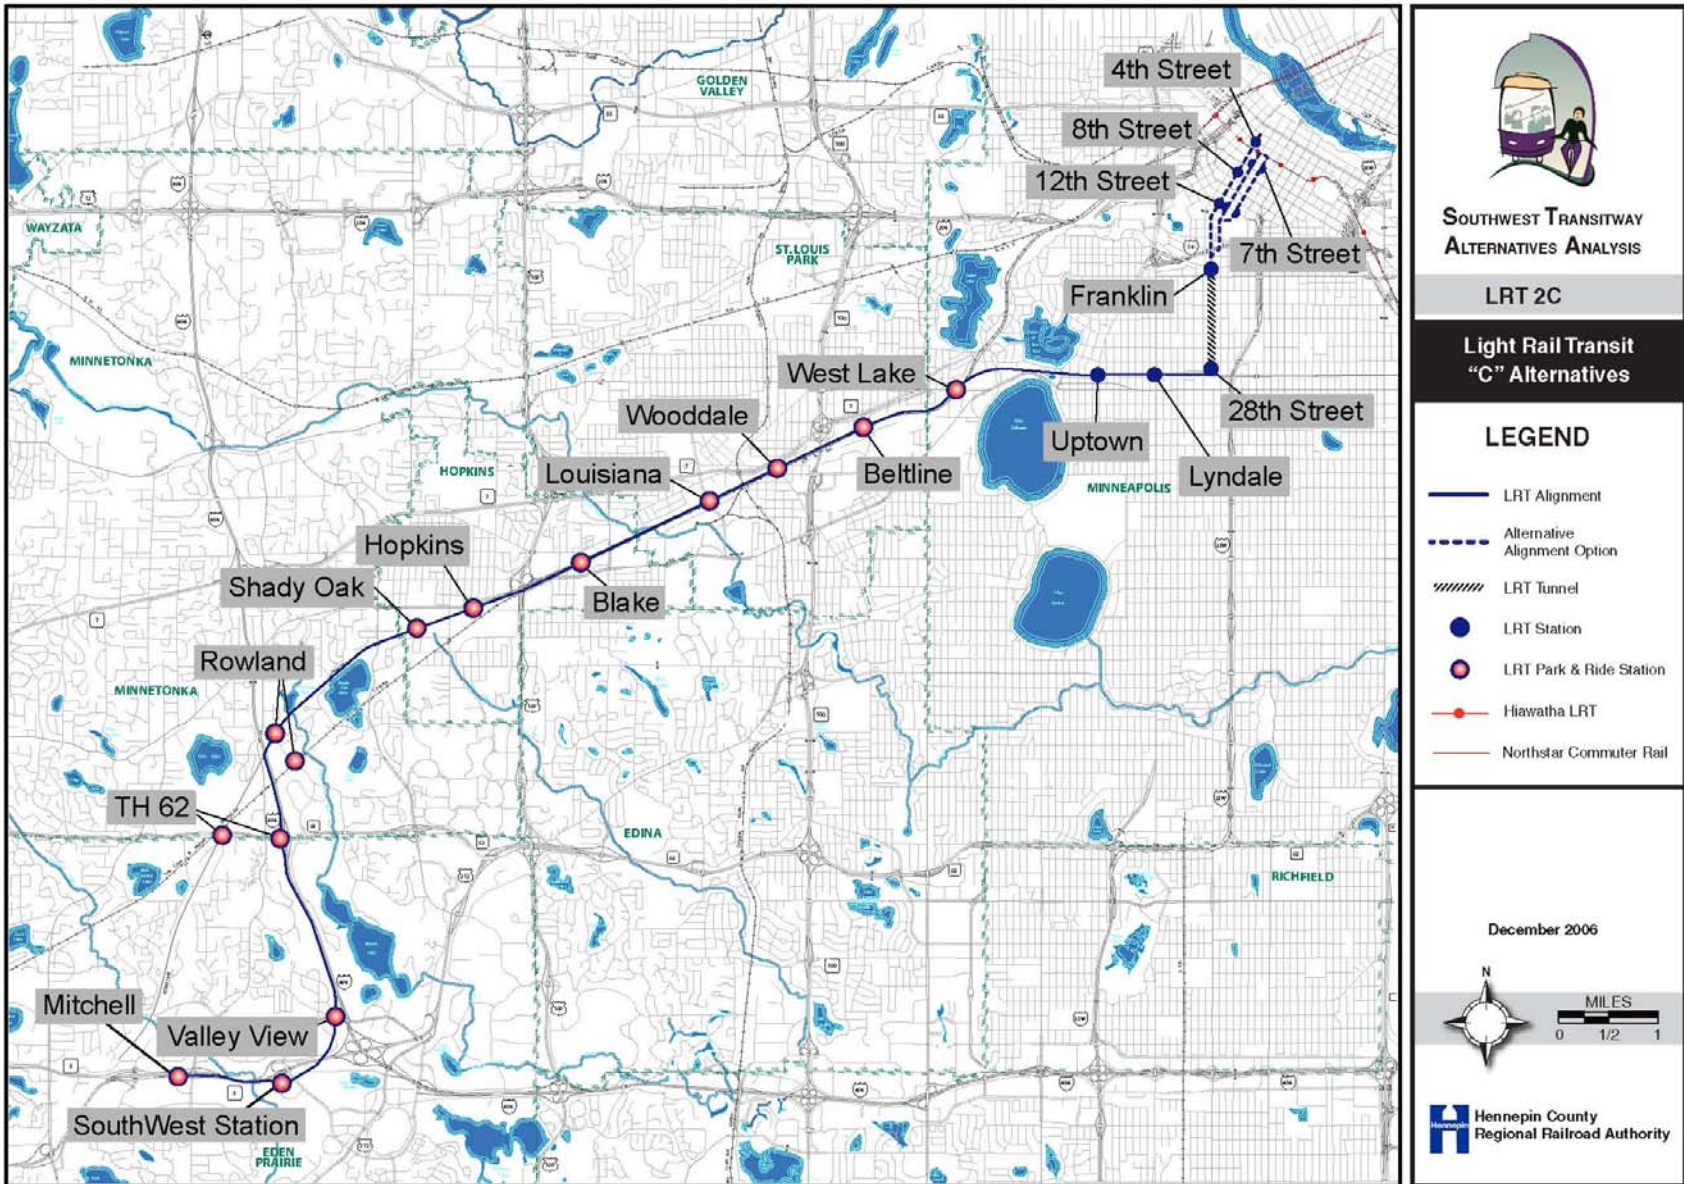 4th Street
GOLDEN
VALLEY
8th Street
12th Street
WAYZATA
ST. LOUIS
PARK
7th Street
Franklin
MINNETONKA
West Lake
28th Street
Wooddale
Uptown
Louisiana
HOPKINS
Beltline
Lyndale
MINNEAPOLIS
Hopkins
Shady Oak
Blake
Rowland
MINNETONKA
TH 62
EDINA
RICHFIELD
Mitchell
Valley View
SouthWest Station
EDEN
PRAIRIE
SOUTHWEST TRANSITWAY
ALTERNATIVES ANALYSIS
LRT 2C
Light Rail Transit
“C” Alternatives
LEGEND
LRT Alignment
Alternative
Alignment Option
LRT Tunnel
LRT Station
LRT Park & Ride Station
Hiawatha LRT
Northstar Commuter Rail
December 2006
N
MILES
0 1/2 1
Hennepin
Hennepin County
Regional Railroad Authority